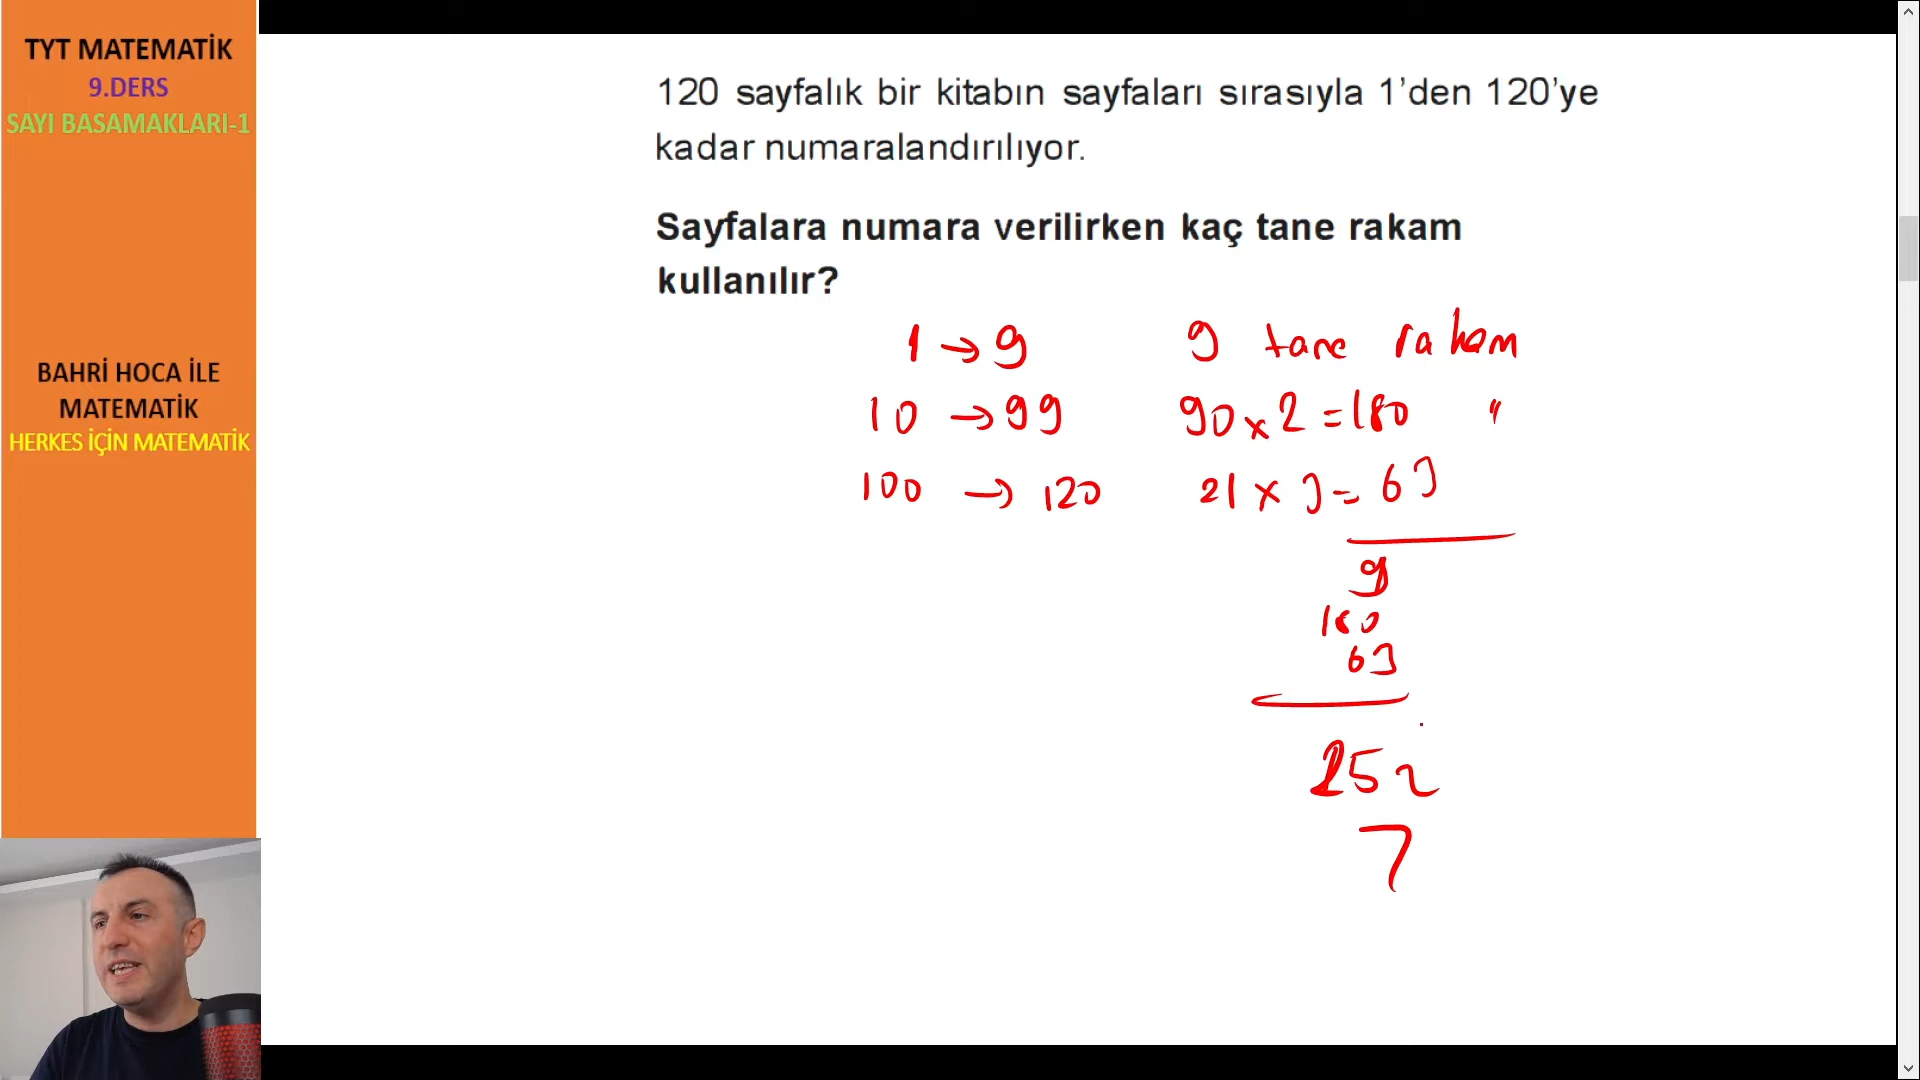 TYT MATEMATİK
9.DERS
SAYI BASAMAKLARI-1
BAHRİ HOCA İLE
MATEMATİK
HERKES İÇİN MATEMATİK
120 sayfalık bir kitabın sayfaları sırasıyla 1’den 120’ye
kadar numaralandırılıyor.
Sayfalara numara verilirken kaç tane rakam
kullanılır?
1 → 9 9 tane rakam
10 → 99 90 x 2 = 180 "
100 → 120 21 x 3 = 63
9
180
63
252
7